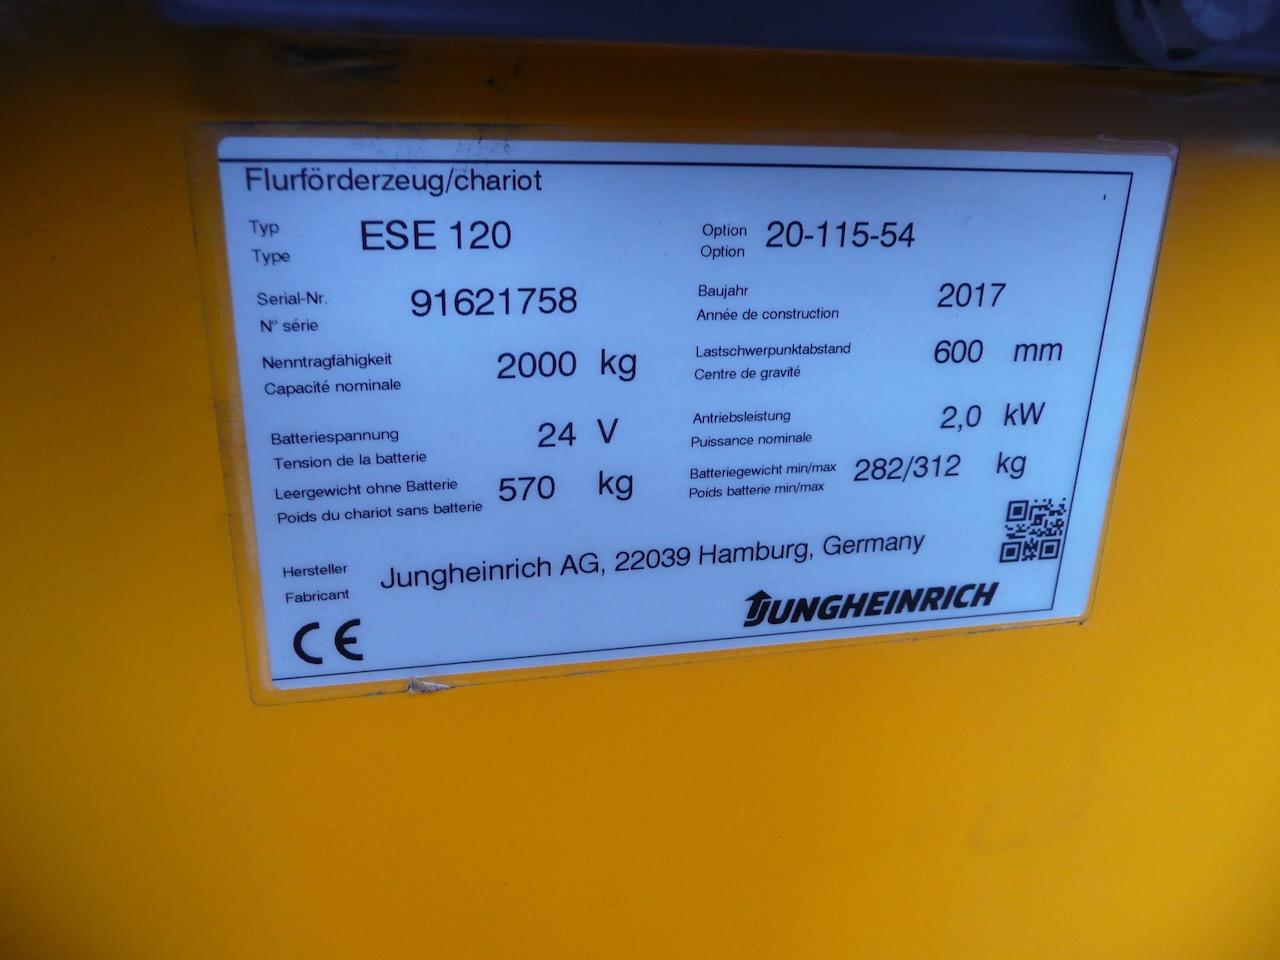 Flurförderzeug/chariot
Typ
Type
ESE 120
Option
Option
20-115-54
Serial-Nr.
N° série
91621758
Baujahr
Année de construction
2017
Nenntragfähigkeit
Capacité nominale
2000 kg
Lastschwerpunktabstand
Centre de gravité
600 mm
Batteriespannung
Tension de la batterie
24 V
Antriebsleistung
Puissance nominale
2,0 kW
Leergewicht ohne Batterie
Poids du chariot sans batterie
570 kg
Batteriegewicht min/max
Poids batterie min/max
282/312 kg
Hersteller
Fabricant
Jungheinrich AG, 22039 Hamburg, Germany
JUNGHEINRICH
CE